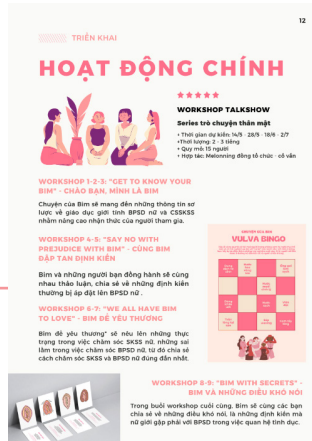 12
TRIỂN KHAI
HOẠT ĐỘNG CHÍNH
WORKSHOP TALKSHOW
Series trò chuyện thân mật
+ Thời gian dự kiến: 14/5 - 28/5 - 18/6 - 2/7
+Thời lượng: 2 - 3 tiếng
+ Quy mô: 15 người
+ Hợp tác: Melonning đồng tổ chức - cố vấn
WORKSHOP 1-2-3: "GET TO KNOW YOUR
BIM" - CHÀO BẠN, MÌNH LÀ BIM
Chuyện của Bim sẽ mang đến những thông tin sơ
lược về giáo dục giới tính BPSD nữ và CSSKSS
nhằm nâng cao nhận thức của người tham gia.
WORKSHOP 4-5: "SAY NO WITH
PREJUDICE WITH BIM" - CÙNG BIM
ĐẬP TAN ĐỊNH KIẾN
Bim và những người bạn đồng hành sẽ cùng
nhau thảo luận, chia sẻ về những định kiến
thường bị áp đặt lên BPSD nữ .
WORKSHOP 6-7: "WE ALL HAVE BIM
TO LOVE" - BIM ĐỂ YÊU THƯƠNG
Bim để yêu thương" sẽ nêu lên những thực
trạng trong việc chăm sóc SKSS nữ, những sai
lầm trong việc chăm sóc BPSD nữ, từ đó chia sẻ
cách chăm sóc SKSS và BPSD nữ đúng đắn nhất.
VULVA BINGO
WORKSHOP 8-9: "BIM WITH SECRETS" -
BIM VÀ NHỮNG ĐIỀU KHÓ NÓI
Trong buổi workshop cuối cùng, Bim sẽ cùng các bạn
chia sẻ về những điều khó nói, là những định kiến mà
nữ giới gặp phải với BPSD trong việc quan hệ tình dục.